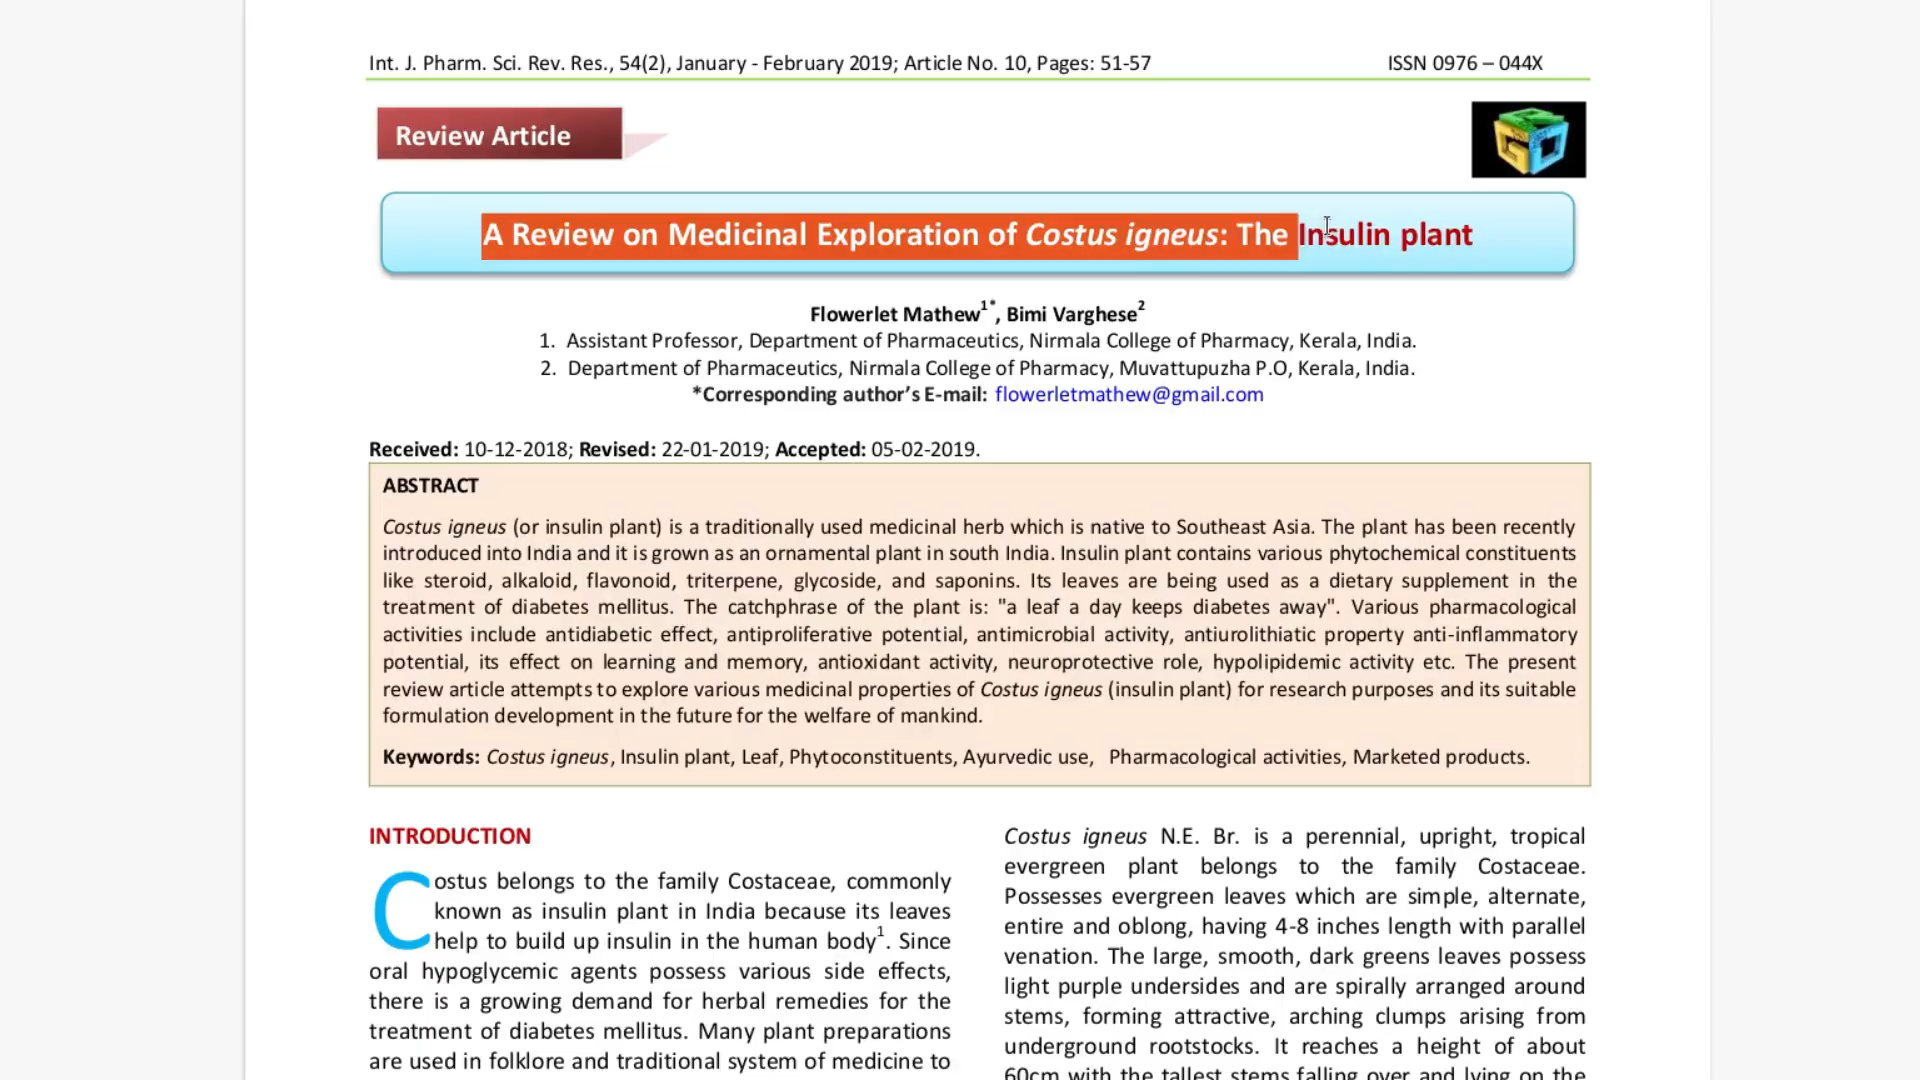 Int. J. Pharm. Sci. Rev. Res., 54(2), January - February 2019; Article No. 10, Pages: 51-57 ISSN 0976 – 044X
Review Article
A Review on Medicinal Exploration of Costus igneus: The Insulin plant
Flowerlet Mathew1*, Bimi Varghese2
1. Assistant Professor, Department of Pharmaceutics, Nirmala College of Pharmacy, Kerala, India.
2. Department of Pharmaceutics, Nirmala College of Pharmacy, Muvattupuzha P.O, Kerala, India.
*Corresponding author’s E-mail: flowerletmathew@gmail.com
Received: 10-12-2018; Revised: 22-01-2019; Accepted: 05-02-2019.
ABSTRACT
Costus igneus (or insulin plant) is a traditionally used medicinal herb which is native to Southeast Asia. The plant has been recently
introduced into India and it is grown as an ornamental plant in south India. Insulin plant contains various phytochemical constituents
like steroid, alkaloid, flavonoid, triterpene, glycoside, and saponins. Its leaves are being used as a dietary supplement in the
treatment of diabetes mellitus. The catchphrase of the plant is: "a leaf a day keeps diabetes away". Various pharmacological
activities include antidiabetic effect, antiproliferative potential, antimicrobial activity, antiurolithiatic property anti-inflammatory
potential, its effect on learning and memory, antioxidant activity, neuroprotective role, hypolipidemic activity etc. The present
review article attempts to explore various medicinal properties of Costus igneus (insulin plant) for research purposes and its suitable
formulation development in the future for the welfare of mankind.
Keywords: Costus igneus, Insulin plant, Leaf, Phytoconstituents, Ayurvedic use, Pharmacological activities, Marketed products.
INTRODUCTION
Costus belongs to the family Costaceae, commonly
known as insulin plant in India because its leaves
help to build up insulin in the human body1. Since
oral hypoglycemic agents possess various side effects,
there is a growing demand for herbal remedies for the
treatment of diabetes mellitus. Many plant preparations
are used in folklore and traditional system of medicine to
Costus igneus N.E. Br. is a perennial, upright, tropical
evergreen plant belongs to the family Costaceae.
Possesses evergreen leaves which are simple, alternate,
entire and oblong, having 4-8 inches length with parallel
venation. The large, smooth, dark greens leaves possess
light purple undersides and are spirally arranged around
stems, forming attractive, arching clumps arising from
underground rootstocks. It reaches a height of about
60cm with the tallest stems falling over and lying on the